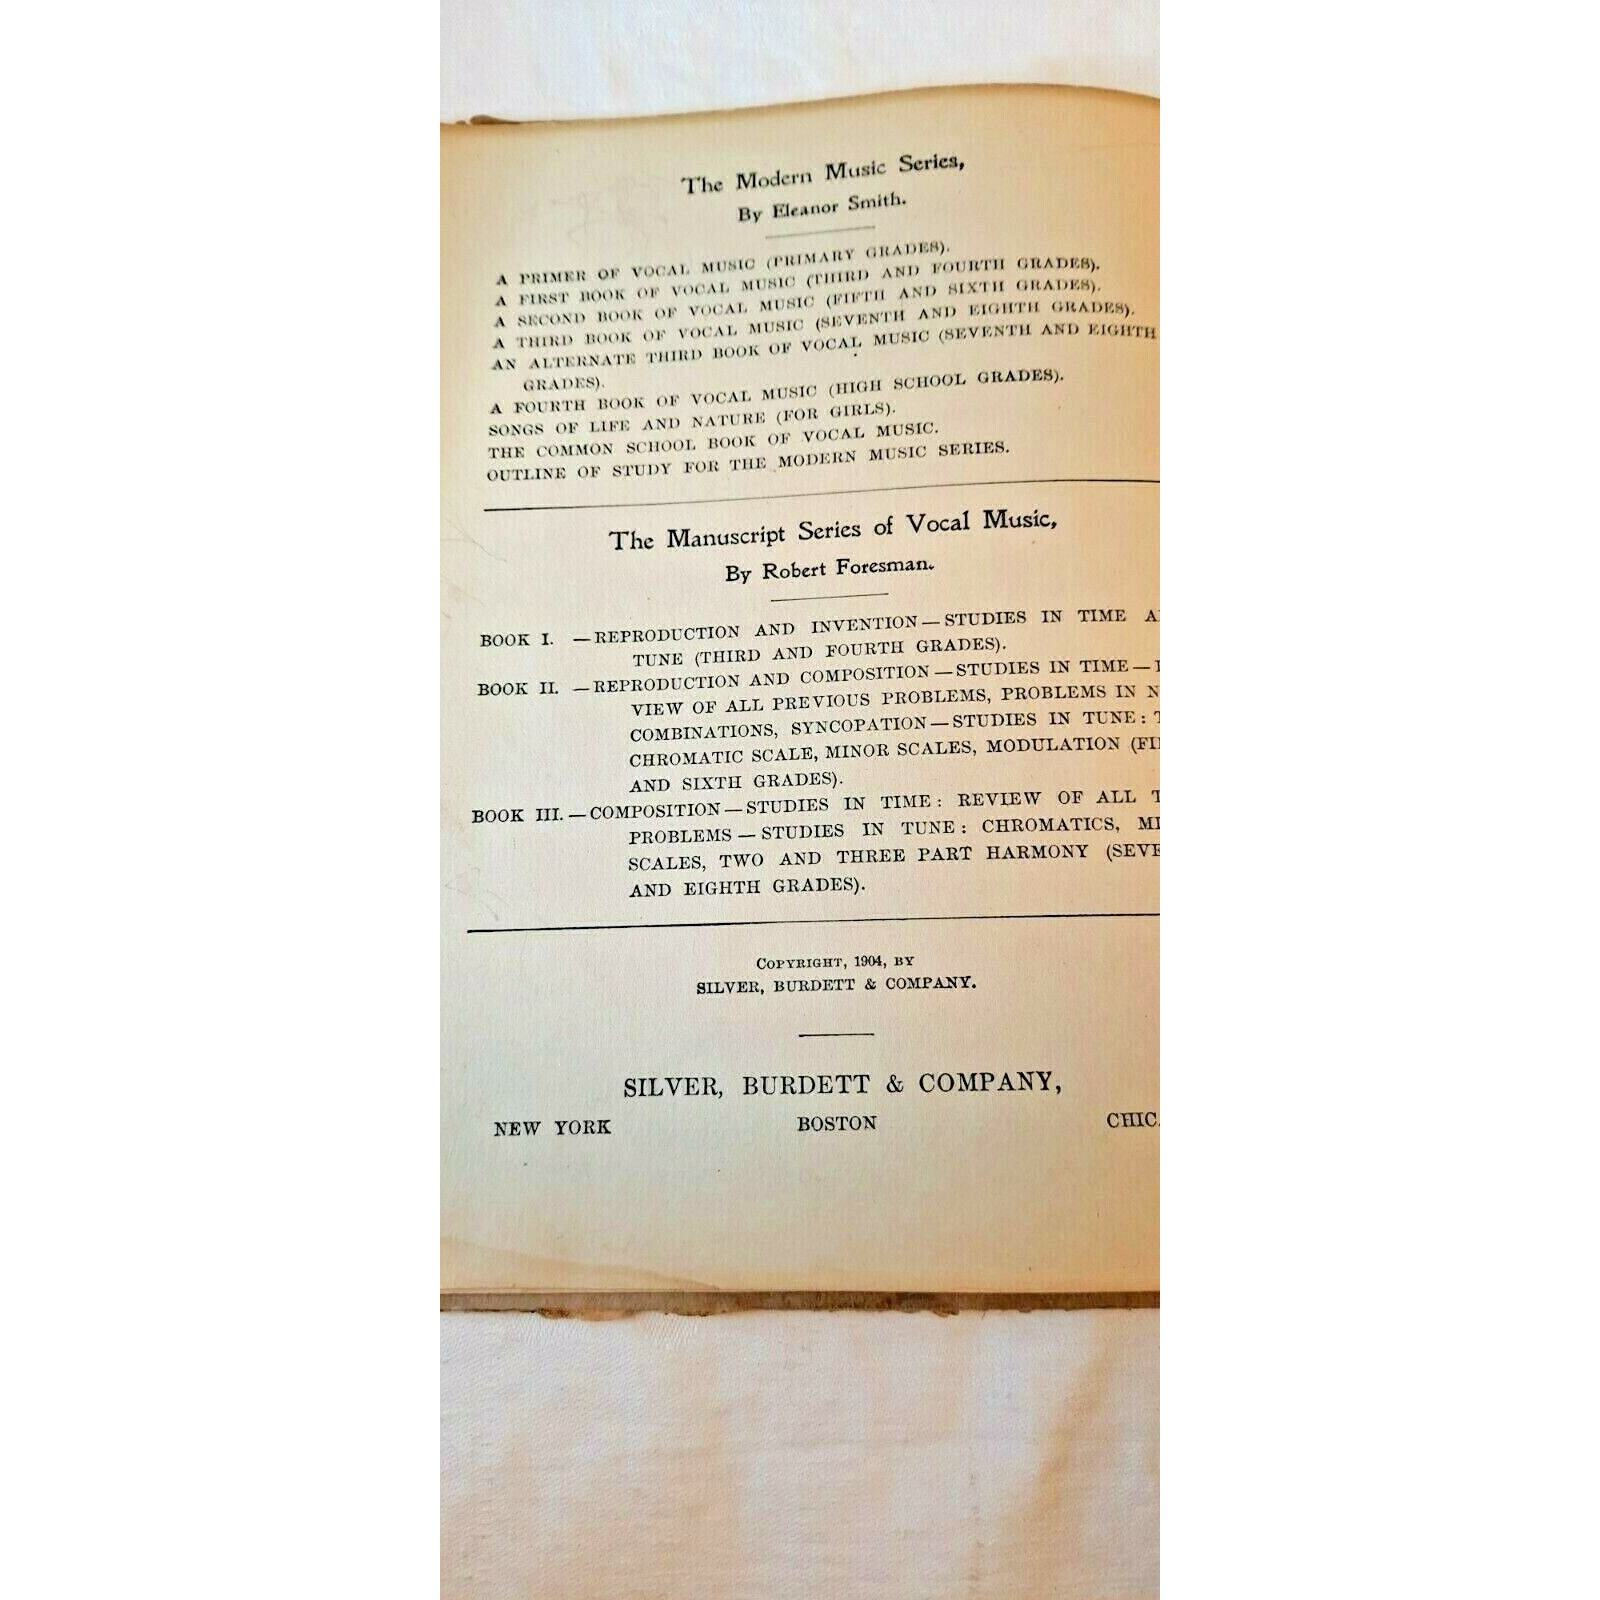 The Modern Music Series,
By Eleanor Smith.
A PRIMER OF VOCAL MUSIC (PRIMARY GRADES).
A FIRST BOOK OF VOCAL MUSIC (THIRD AND FOURTH GRADES).
A SECOND BOOK OF VOCAL MUSIC (FIFTH AND SIXTH GRADES).
A THIRD BOOK OF VOCAL MUSIC (SEVENTH AND EIGHTH GRADES).
AN ALTERNATE THIRD BOOK OF VOCAL MUSIC (SEVENTH AND EIGHTH
GRADES).
A FOURTH BOOK OF VOCAL MUSIC (HIGH SCHOOL GRADES).
SONGS OF LIFE AND NATURE (FOR GIRLS).
THE COMMON SCHOOL BOOK OF VOCAL MUSIC.
OUTLINE OF STUDY FOR THE MODERN MUSIC SERIES.
The Manuscript Series of Vocal Music,
By Robert Foresman.
BOOK I. —REPRODUCTION AND INVENTION—STUDIES IN TIME
TUNE (THIRD AND FOURTH GRADES).
BOOK II. —REPRODUCTION AND COMPOSITION—STUDIES IN TIME—
VIEW OF ALL PREVIOUS PROBLEMS, PROBLEMS IN
COMBINATIONS, SYNCOPATION—STUDIES IN TUNE:
CHROMATIC SCALE, MINOR SCALES, MODULATION
AND SIXTH GRADES).
BOOK III.—COMPOSITION—STUDIES IN TIME: REVIEW OF ALL
PROBLEMS—STUDIES IN TUNE: CHROMATICS,
SCALES, TWO AND THREE PART HARMONY
AND EIGHTH GRADES).
COPYRIGHT, 1904, BY
SILVER, BURDETT & COMPANY.
SILVER, BURDETT & COMPANY,
NEW YORK BOSTON